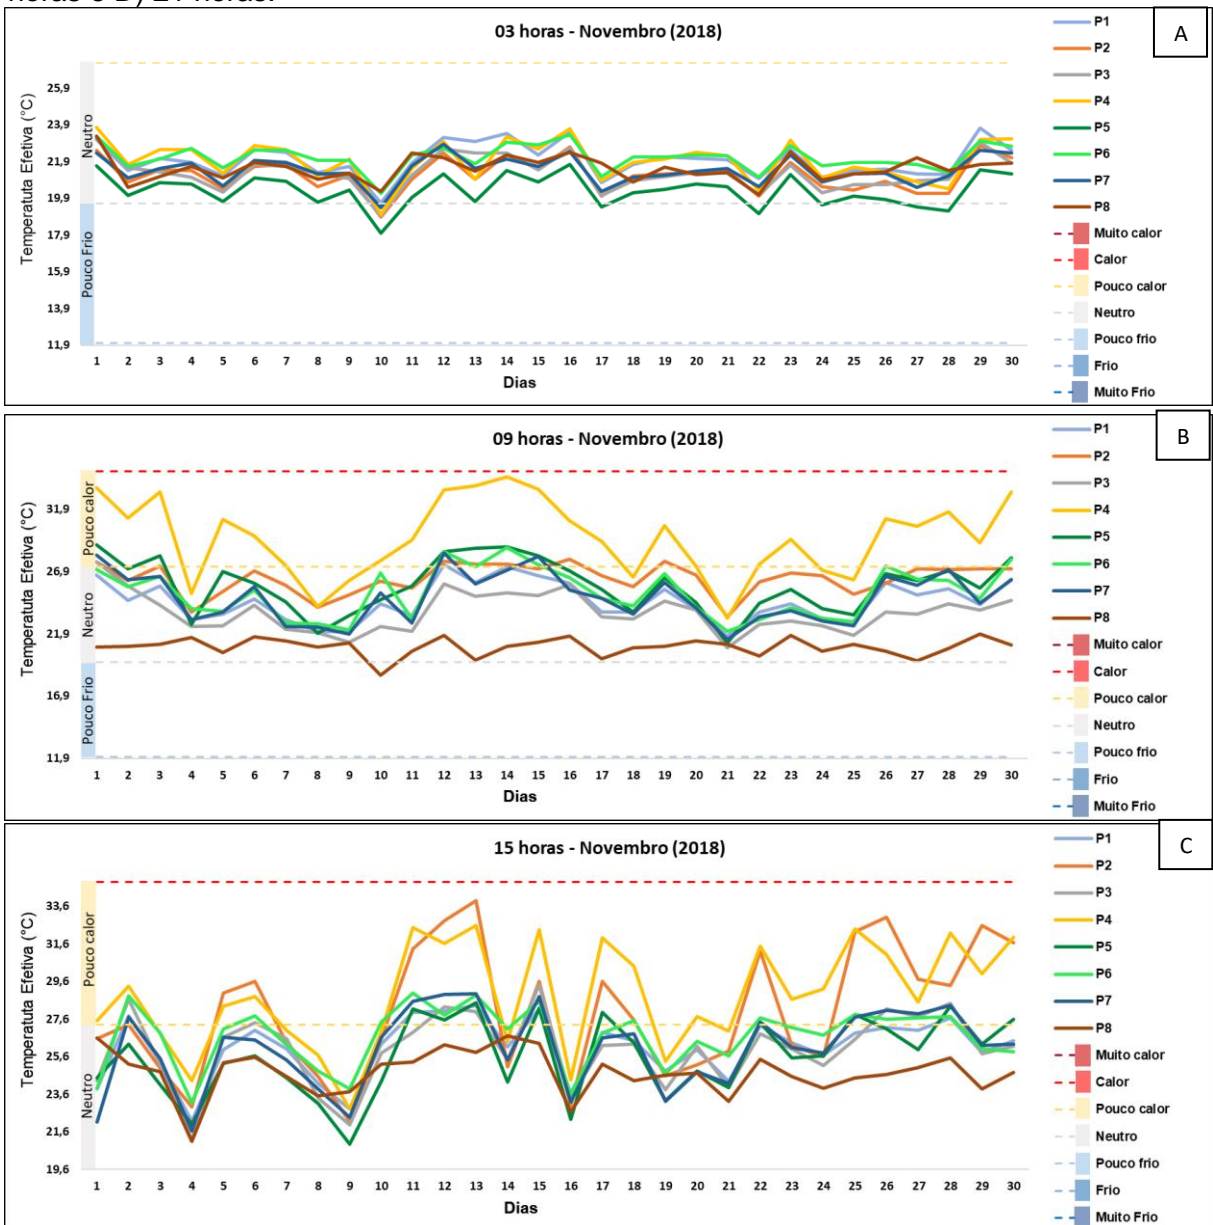 horas e D) 21 horas.
03 horas - Novembro (2018)
A
Temperatuta Efetiva (°C)
Neutro
Pouco Frio
25,9
23,9
21,9
19,9
17,9
15,9
13,9
11,9
1 2 3 4 5 6 7 8 9 10 11 12 13 14 15 16 17 18 19 20 21 22 23 24 25 26 27 28 29 30
Dias
P1
P2
P3
P4
P5
P6
P7
P8
Muito calor
Calor
Pouco calor
Neutro
Pouco frio
Frio
Muito Frio
09 horas - Novembro (2018)
B
Temperatuta Efetiva (°C)
Pouco calor
Neutro
Pouco Frio
31,9
26,9
21,9
16,9
11,9
1 2 3 4 5 6 7 8 9 10 11 12 13 14 15 16 17 18 19 20 21 22 23 24 25 26 27 28 29 30
Dias
P1
P2
P3
P4
P5
P6
P7
P8
Muito calor
Calor
Pouco calor
Neutro
Pouco frio
Frio
Muito Frio
15 horas - Novembro (2018)
C
Temperatuta Efetiva (°C)
Pouco calor
Neutro
33,6
31,6
29,6
27,6
25,6
23,6
21,6
19,6
1 2 3 4 5 6 7 8 9 10 11 12 13 14 15 16 17 18 19 20 21 22 23 24 25 26 27 28 29 30
Dias
P1
P2
P3
P4
P5
P6
P7
P8
Muito calor
Calor
Pouco calor
Neutro
Pouco frio
Frio
Muito Frio